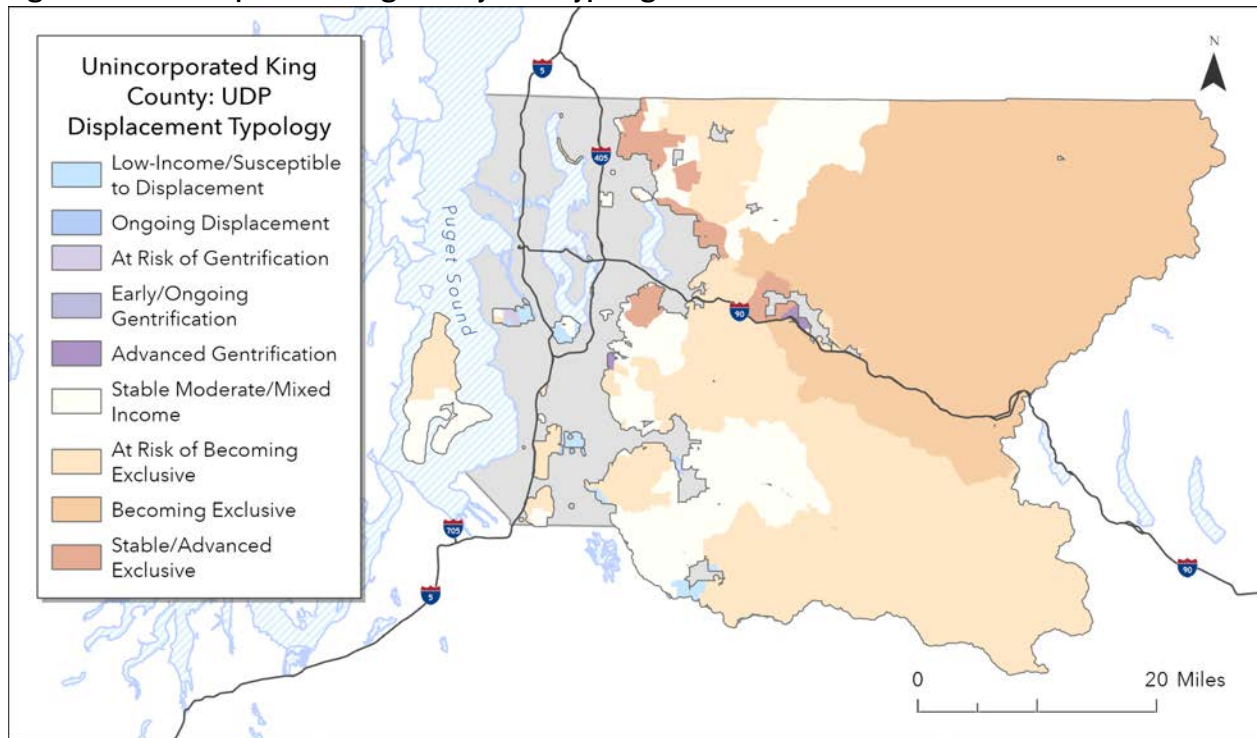 Unincorporated King
County: UDP
Displacement Typology
Low-Income/Susceptible
to Displacement
Ongoing Displacement
At Risk of Gentrification
Early/Ongoing
Gentrification
Advanced Gentrification
Stable Moderate/Mixed
Income
At Risk of Becoming
Exclusive
Becoming Exclusive
Stable/Advanced
Exclusive
N
5
405
Puget Sound
90
705
5
90
0
20 Miles